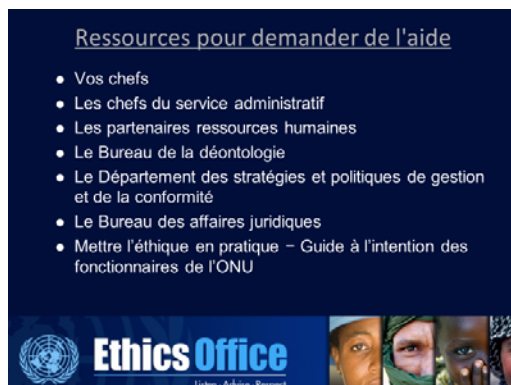 Ressources pour demander de l'aide
● Vos chefs
● Les chefs du service administratif
● Les partenaires ressources humaines
● Le Bureau de la déontologie
● Le Département des stratégies et politiques de gestion
et de la conformité
● Le Bureau des affaires juridiques
● Mettre l’éthique en pratique – Guide à l’intention des
fonctionnaires de l’ONU
Ethics Office
Listen · Advise · Respect